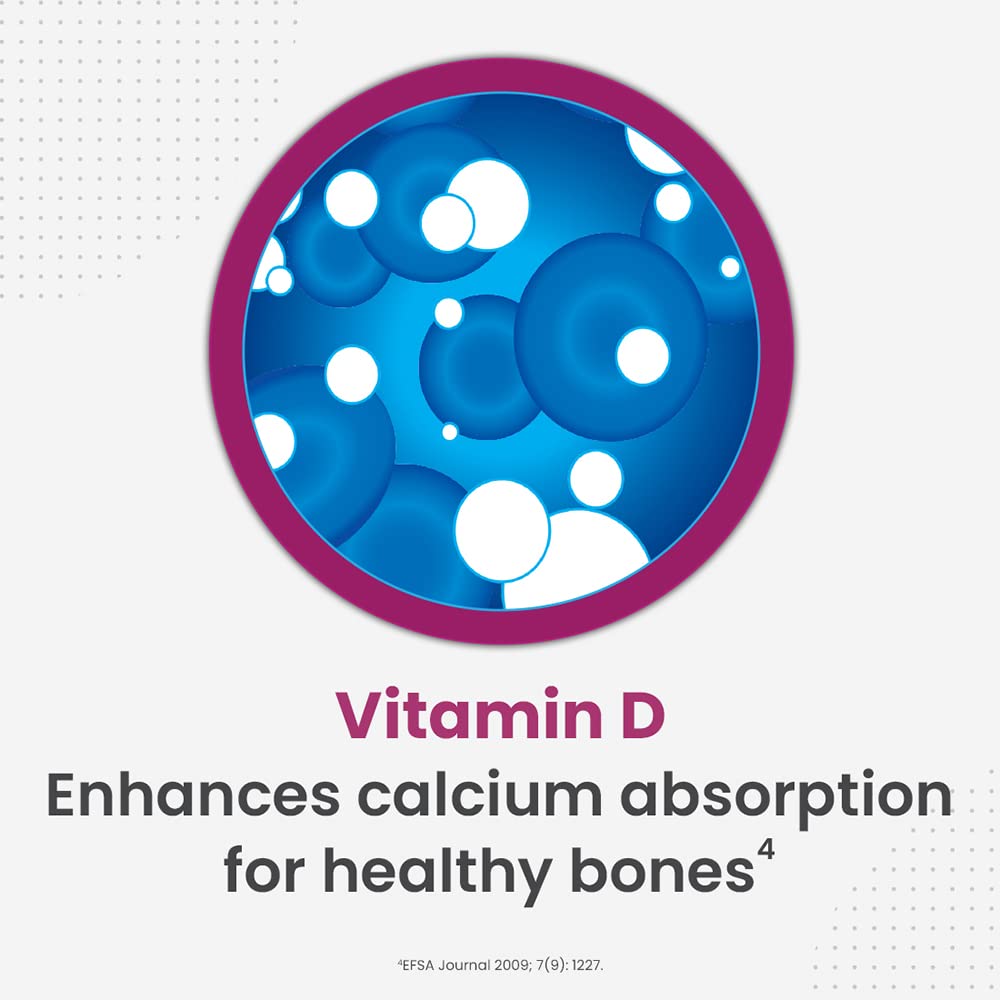 Vitamin D
Enhances calcium absorption
for healthy bones⁴
⁴EFSA Journal 2009; 7(9): 1227.